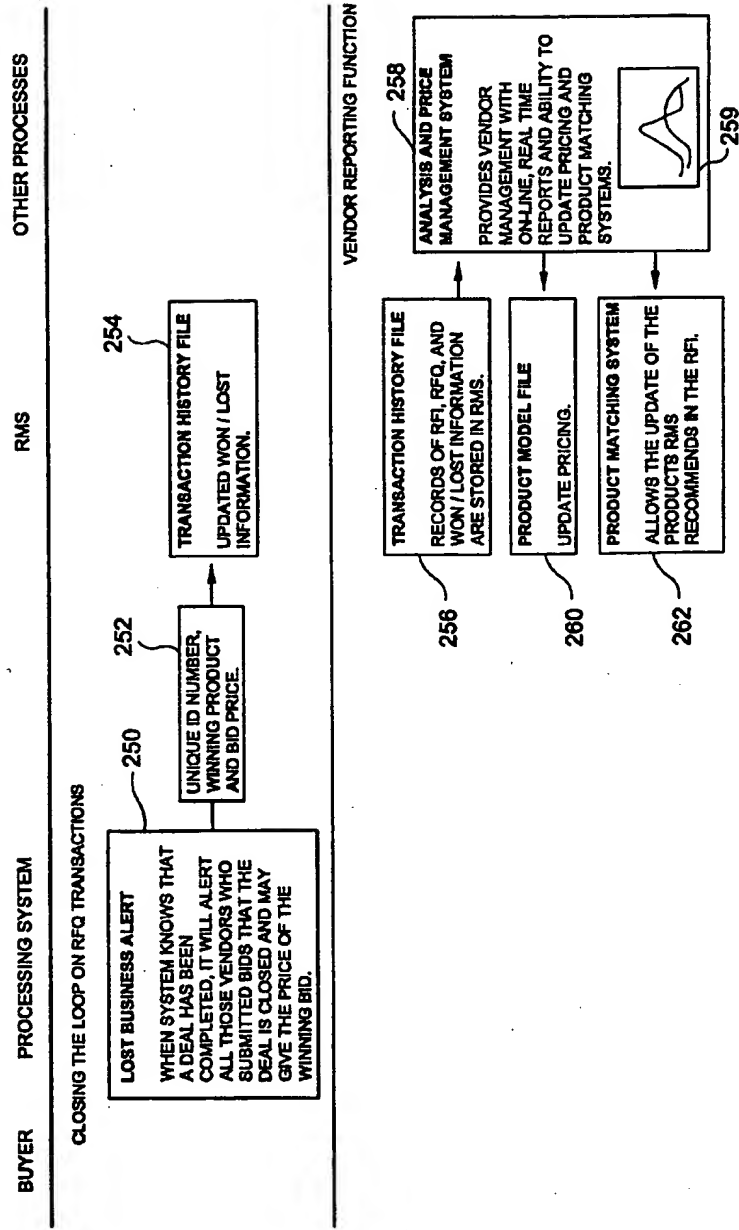 BUYER
PROCESSING SYSTEM
RMS
OTHER PROCESSES
CLOSING THE LOOP ON RFQ TRANSACTIONS
250
LOST BUSINESS ALERT
WHEN SYSTEM KNOWS THAT
A DEAL HAS BEEN
COMPLETED, IT WILL ALERT
ALL THOSE VENDORS WHO
SUBMITTED BIDS THAT THE
DEAL IS CLOSED AND MAY
GIVE THE PRICE OF THE
WINNING BID.
252
UNIQUE ID NUMBER,
WINNING PRODUCT
AND BID PRICE.
254
TRANSACTION HISTORY FILE
UPDATED WON / LOST
INFORMATION.
VENDOR REPORTING FUNCTION
256
TRANSACTION HISTORY FILE
RECORDS OF RFI, RFQ, AND
WON / LOST INFORMATION
ARE STORED IN RMS.
260
PRODUCT MODEL FILE
UPDATE PRICING.
262
PRODUCT MATCHING SYSTEM
ALLOWS THE UPDATE OF THE
PRODUCTS RMS
RECOMMENDS IN THE RFI.
258
ANALYSIS AND PRICE
MANAGEMENT SYSTEM
PROVIDES VENDOR
MANAGEMENT WITH
ON-LINE, REAL TIME
REPORTS AND ABILITY TO
UPDATE PRICING AND
PRODUCT MATCHING
SYSTEMS.
259